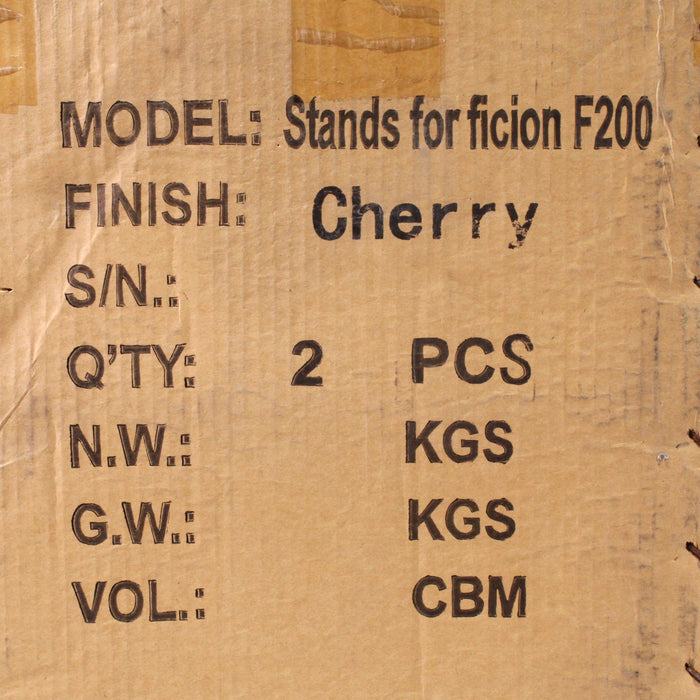 MODEL: Stands for ficion F200
FINISH: Cherry
S/N.:
Q'TY: 2 PCS
N.W.: KGS
G.W.: KGS
VOL.: CBM